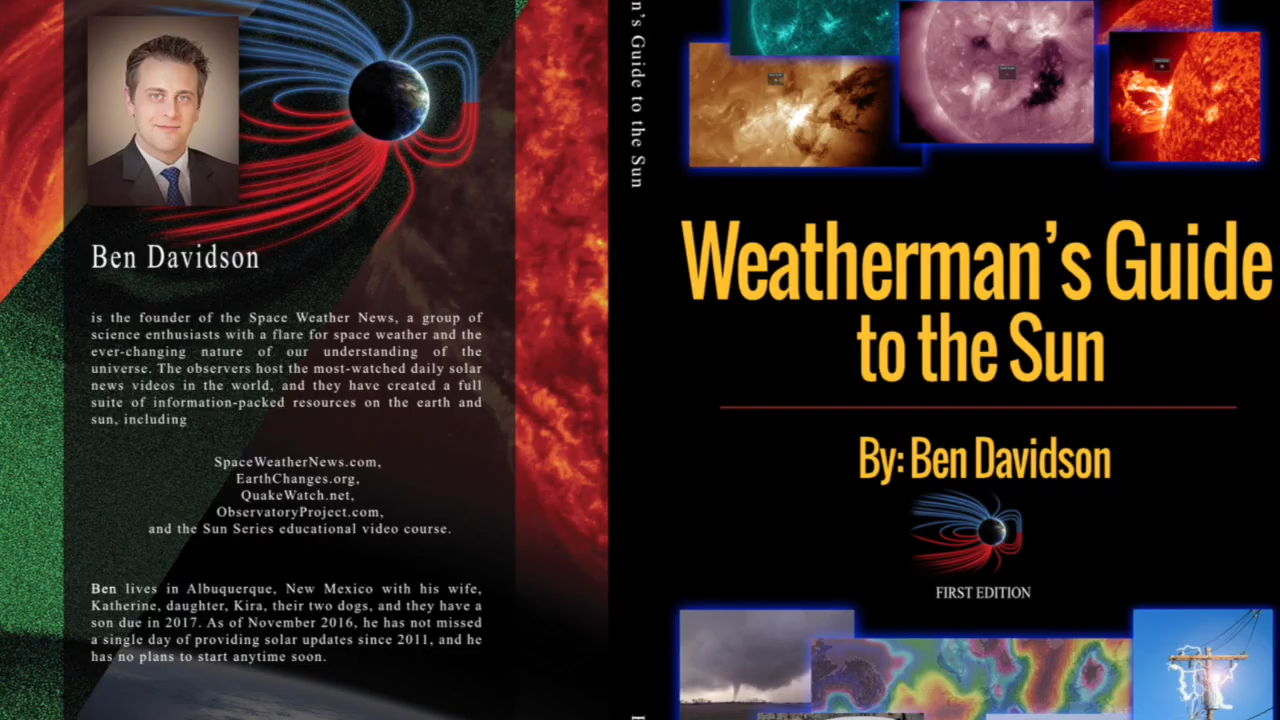 Ben Davidson
is the founder of the Space Weather News, a group of
science enthusiasts with a flare for space weather and the
ever-changing nature of our understanding of the
universe. The observers host the most-watched daily solar
news videos in the world, and they have created a full
suite of information-packed resources on the earth and
sun, including
SpaceWeatherNews.com,
EarthChanges.org,
QuakeWatch.net,
ObservatoryProject.com,
and the Sun Series educational video course.
Ben lives in Albuquerque, New Mexico with his wife,
Katherine, daughter, Kira, their two dogs, and they have a
son due in 2017. As of November 2016, he has not missed
a single day of providing solar updates since 2011, and he
has no plans to start anytime soon.
n's Guide to the Sun
Weatherman's Guide
to the Sun
By: Ben Davidson
FIRST EDITION